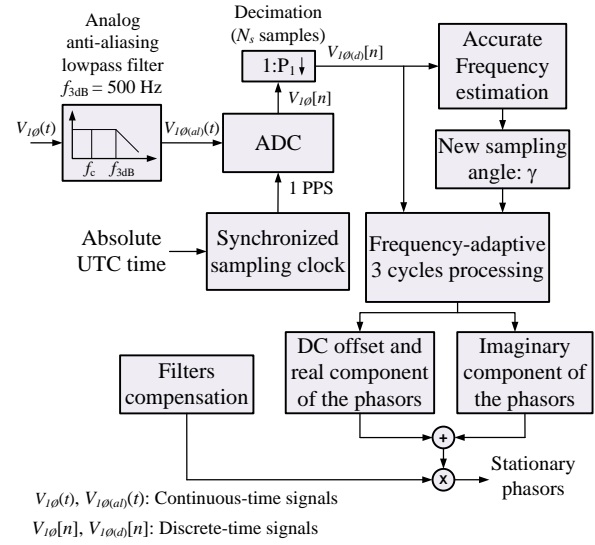 Analog
anti-aliasing
lowpass filter
f3dB = 500 Hz
Decimation
(Ns samples)
1:P1↓
V1Ø(d)[n]
Accurate
Frequency
estimation
V1Ø(t)
fc f3dB
V1Ø(al)(t)
V1Ø[n]
ADC
New sampling
angle: γ
1 PPS
Absolute
UTC time
Synchronized
sampling clock
Frequency-adaptive
3 cycles processing
Filters
compensation
DC offset and
real component
of the phasors
Imaginary
component of
the phasors
+
x
Stationary
phasors
V1Ø(t), V1Ø(al)(t): Continuous-time signals
V1Ø[n], V1Ø(d)[n]: Discrete-time signals